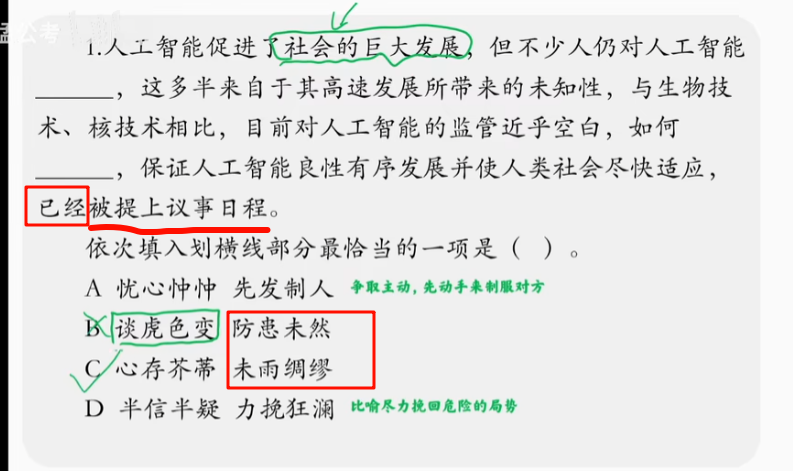 孟公考
1.人工智能促进了社会的巨大发展，但不少人仍对人工智能
______，这多半来自于其高速发展所带来的未知性，与生物技
术、核技术相比，目前对人工智能的监管近乎空白，如何
______，保证人工智能良性有序发展并使人类社会尽快适应，
已经被提上议事日程。
依次填入划横线部分最恰当的一项是（ ）。
A 忧心忡忡 先发制人 争取主动，先动手来制服对方
B 谈虎色变 防患未然
C 心存芥蒂 未雨绸缪
D 半信半疑 力挽狂澜 比喻尽力挽回危险的局势